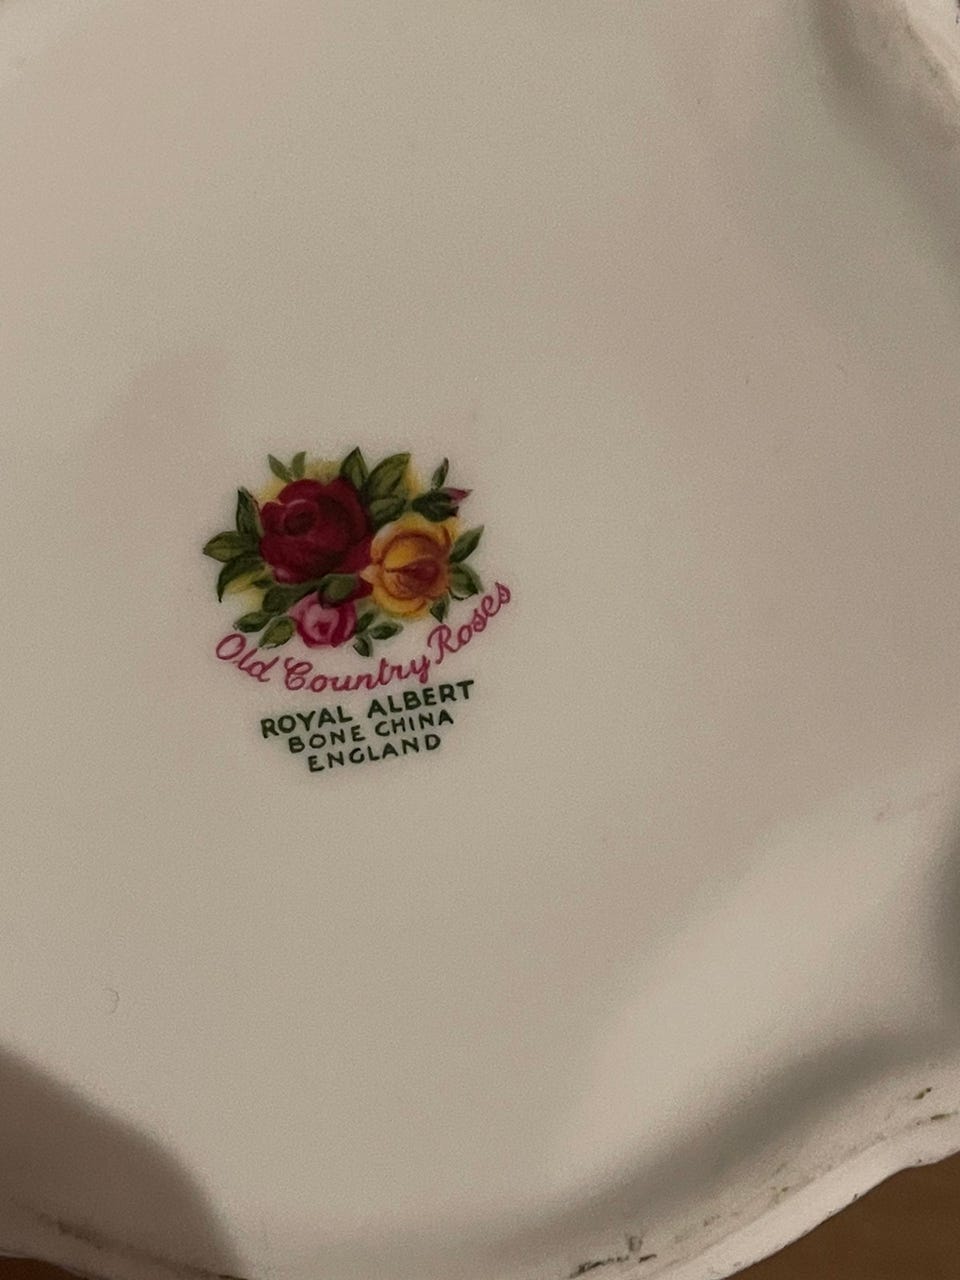 Old Country Roses
ROYAL ALBERT
BONE CHINA
ENGLAND